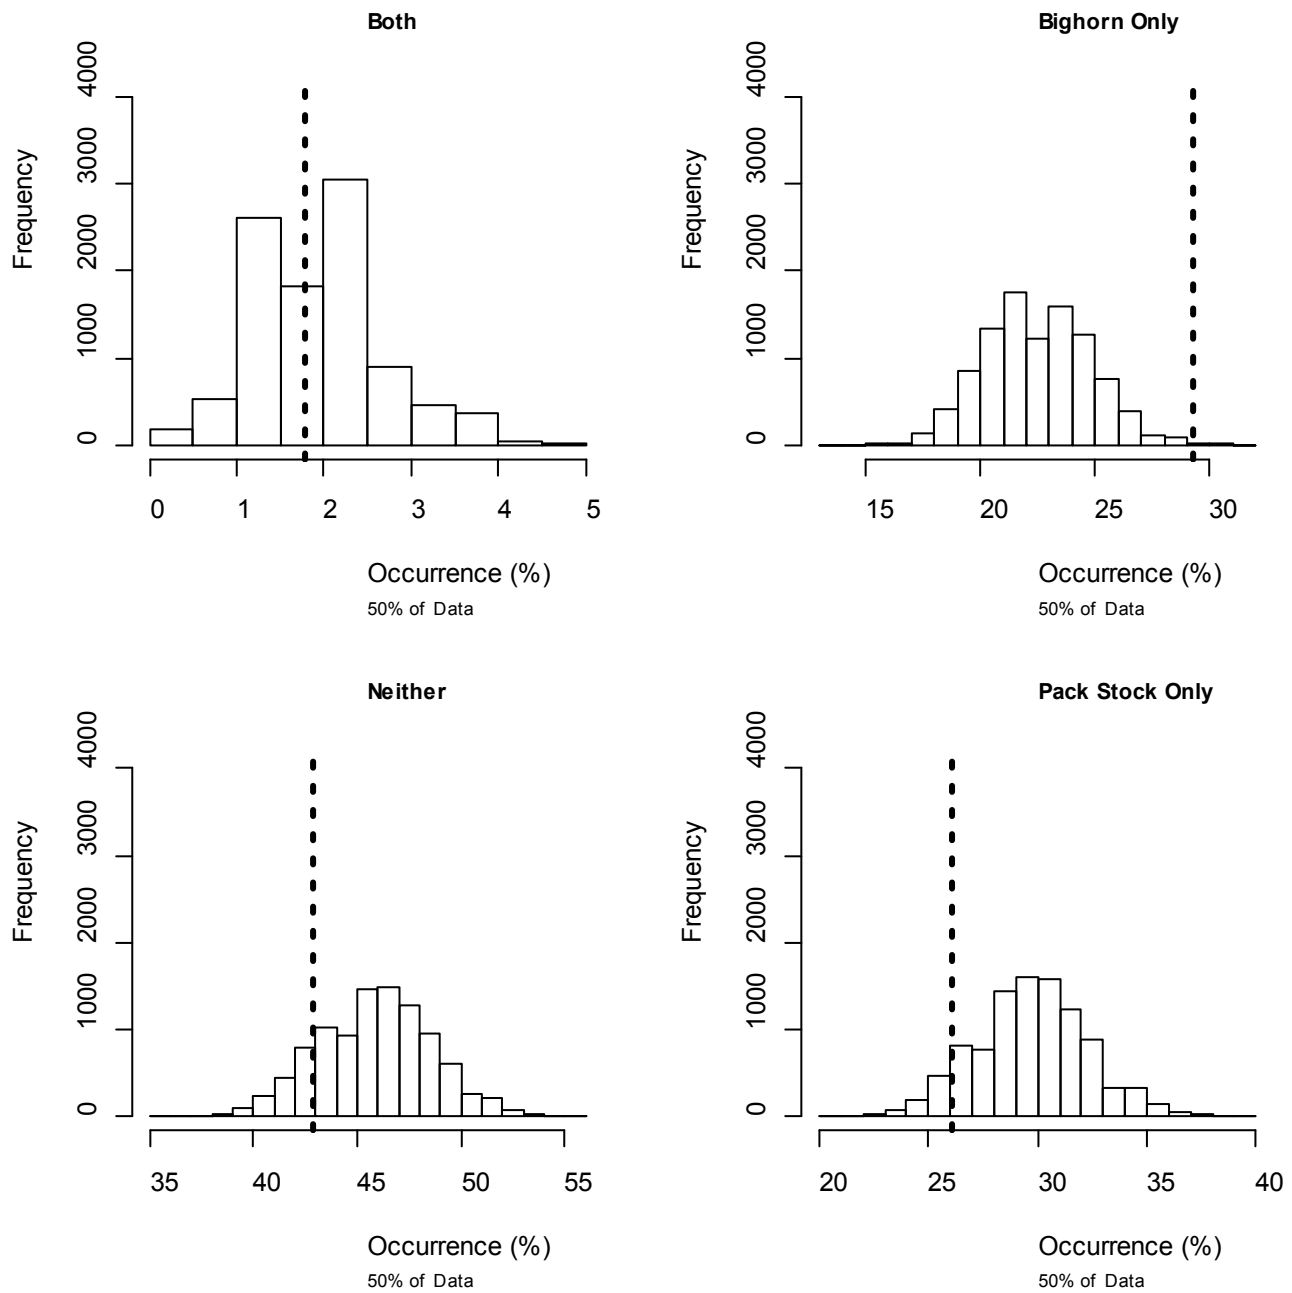 Both
Frequency
4000
3000
2000
1000
0
0 1 2 3 4 5
Occurrence (%)
50% of Data
Bighorn Only
Frequency
4000
3000
2000
1000
0
15 20 25 30
Occurrence (%)
50% of Data
Neither
Frequency
4000
3000
2000
1000
0
35 40 45 50 55
Occurrence (%)
50% of Data
Pack Stock Only
Frequency
4000
3000
2000
1000
0
20 25 30 35 40
Occurrence (%)
50% of Data